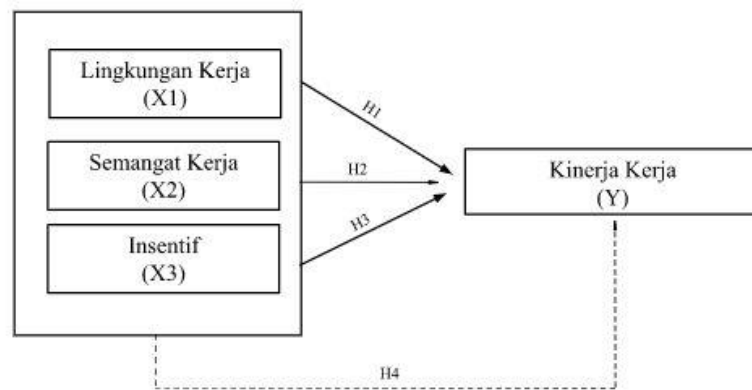 Lingkungan Kerja
(X1)
H1
Semangat Kerja
(X2)
H2
Kinerja Kerja
(Y)
H3
Insentif
(X3)
H4